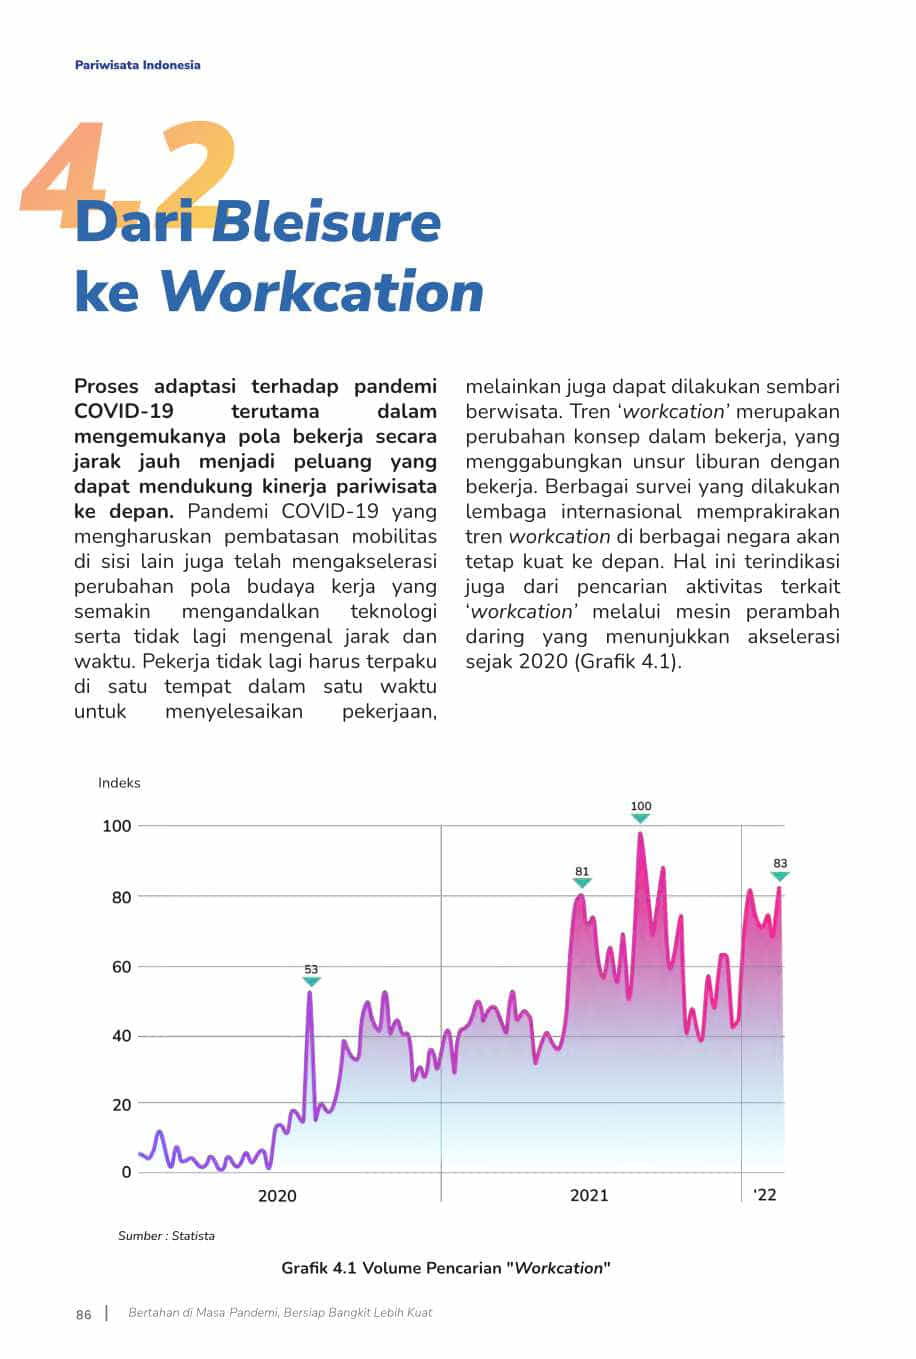 Pariwisata Indonesia
4.2
Dari Bleisure
ke Workcation
Proses adaptasi terhadap pandemi
COVID-19 terutama dalam
mengemukanya pola bekerja secara
jarak jauh menjadi peluang yang
dapat mendukung kinerja pariwisata
ke depan. Pandemi COVID-19 yang
mengharuskan pembatasan mobilitas
di sisi lain juga telah mengakselerasi
perubahan pola budaya kerja yang
semakin mengandalkan teknologi
serta tidak lagi mengenal jarak dan
waktu. Pekerja tidak lagi harus terpaku
di satu tempat dalam satu waktu
untuk menyelesaikan pekerjaan,
melainkan juga dapat dilakukan sembari
berwisata. Tren ‘workcation’ merupakan
perubahan konsep dalam bekerja, yang
menggabungkan unsur liburan dengan
bekerja. Berbagai survei yang dilakukan
lembaga internasional memprakirakan
tren workcation di berbagai negara akan
tetap kuat ke depan. Hal ini terindikasi
juga dari pencarian aktivitas terkait
‘workcation’ melalui mesin perambah
daring yang menunjukkan akselerasi
sejak 2020 (Grafik 4.1).
Indeks
100
80
60
40
20
0
53
81
100
83
2020
2021
‘22
Sumber : Statista
Grafik 4.1 Volume Pencarian "Workcation"
86 | Bertahan di Masa Pandemi, Bersiap Bangkit Lebih Kuat